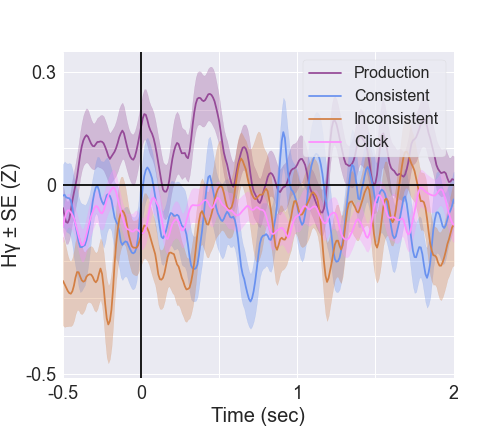 Production
Consistent
Inconsistent
Click
0.3
0
-0.5
-0.5 0 1 2
Time (sec)
Hγ ± SE (Z)